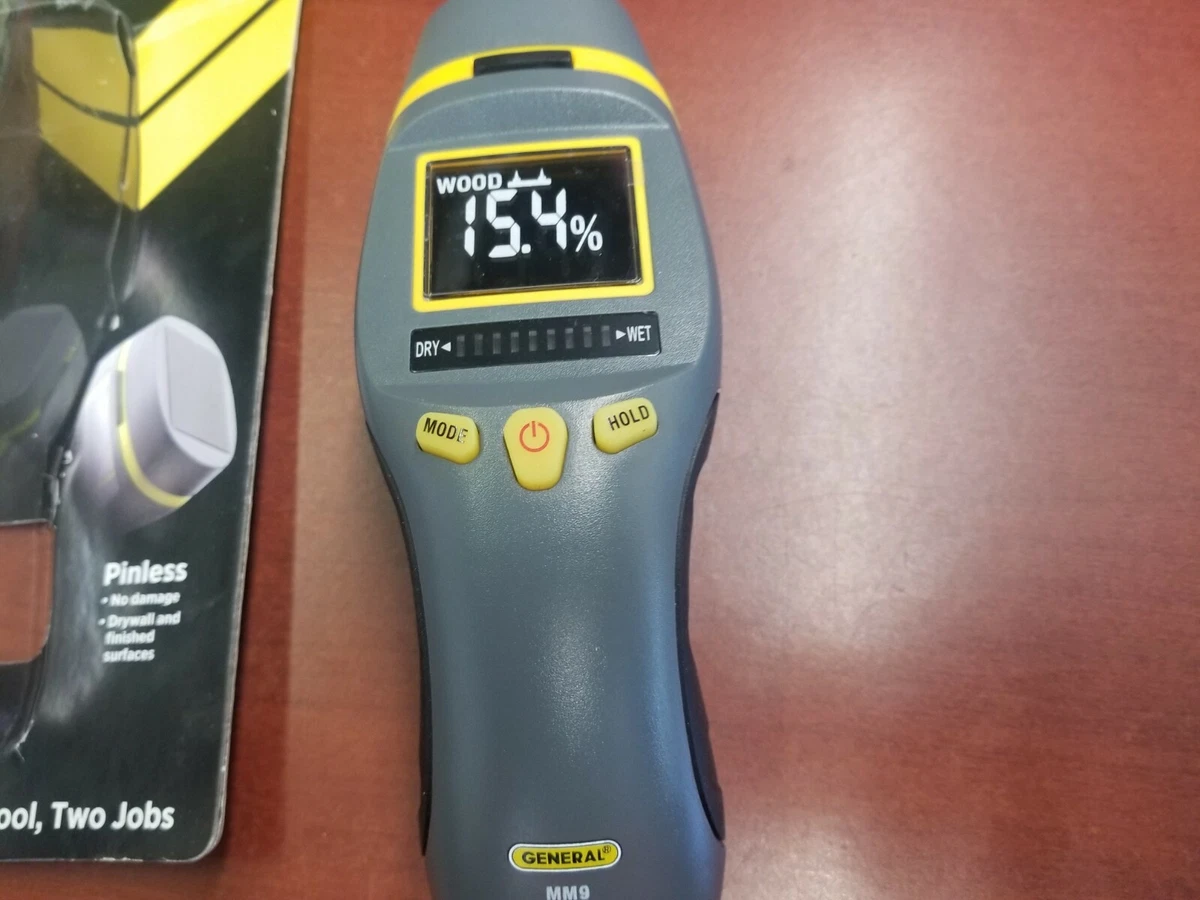 WOOD
15.4%
DRY◄ ►WET
MODE
HOLD
GENERAL®
MM9
Pinless
• No damage
• Drywall and
finished
surfaces
ool, Two Jobs